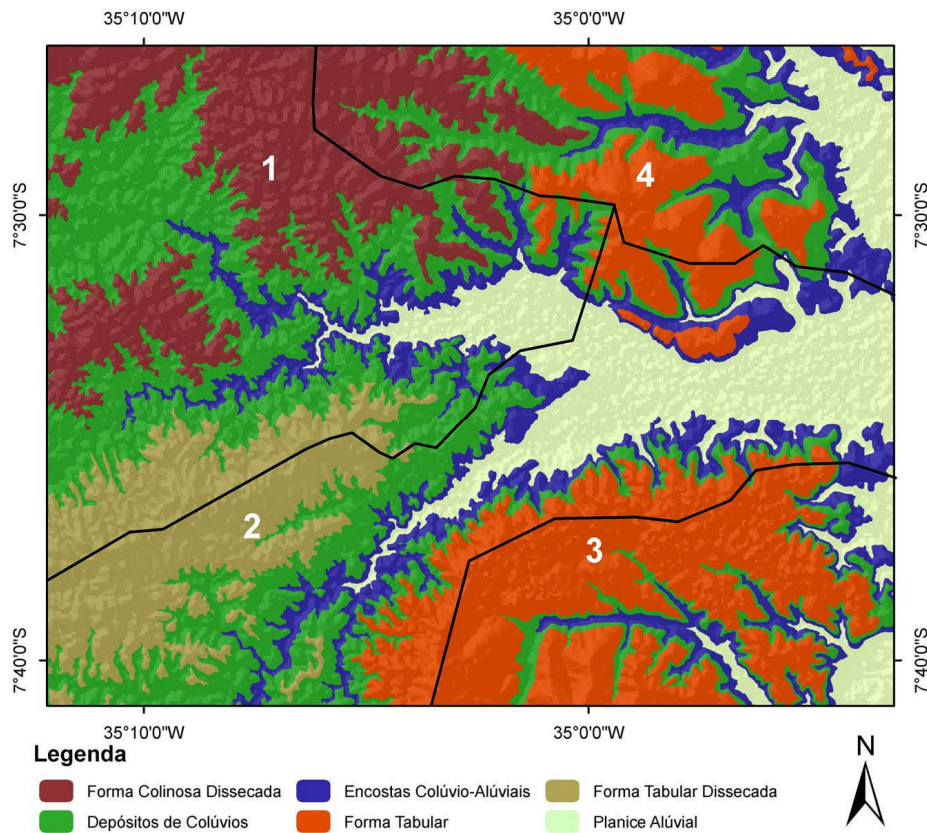 35°10'0"W 35°0'0"W
1
4
7°30'0"S 7°30'0"S
2
3
7°40'0"S 7°40'0"S
35°10'0"W 35°0'0"W
Legenda
N
Forma Colinosa Dissecada Encostas Colúvio-Alúviais Forma Tabular Dissecada
Depósitos de Colúvios Forma Tabular Planice Alúvial